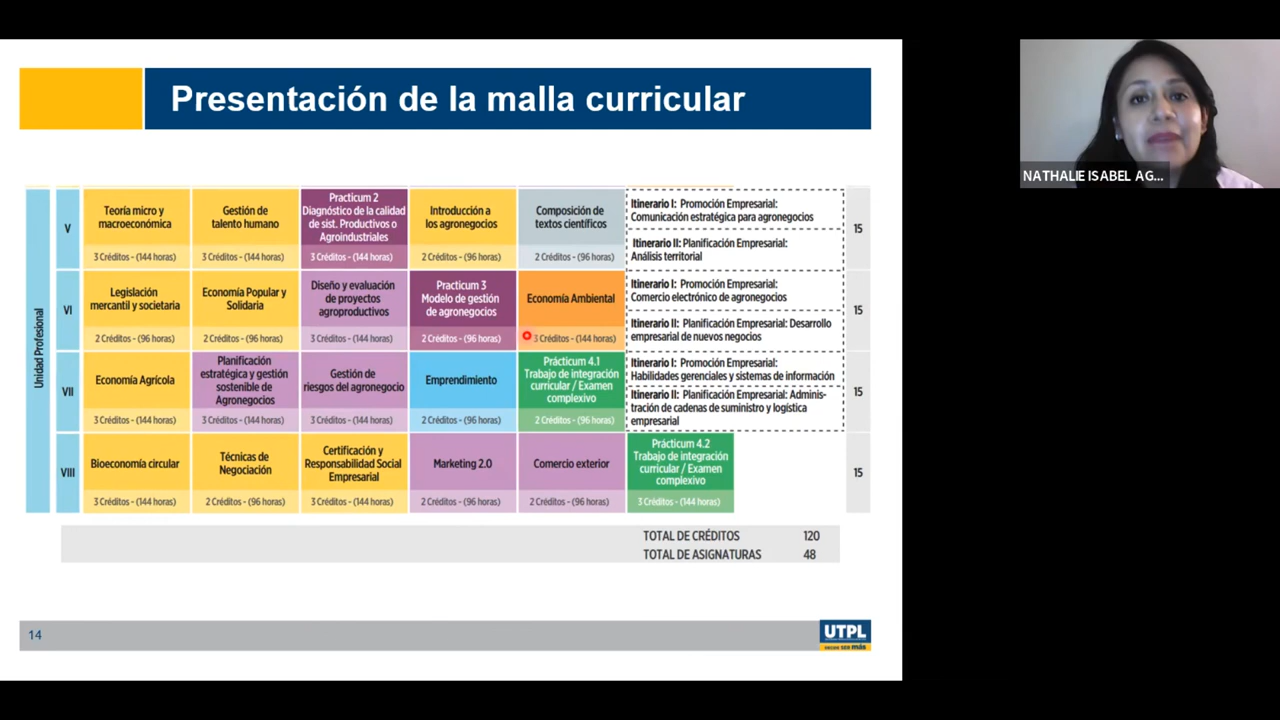 Presentación de la malla curricular
NATHALIE ISABEL AG...
Unidad Profesional
V
Teoría micro y
macroeconómica
3 Créditos - (144 horas)
Gestión de
talento humano
3 Créditos - (144 horas)
Practicum 2
Diagnóstico de la calidad
de sist. Productivos o
Agroindustriales
3 Créditos - (144 horas)
Introducción a
los agronegocios
2 Créditos - (96 horas)
Composición de
textos científicos
2 Créditos - (96 horas)
Itinerario I: Promoción Empresarial:
Comunicación estratégica para agronegocios
Itinerario II: Planificación Empresarial:
Análisis territorial
15
VI
Legislación
mercantil y societaria
2 Créditos - (96 horas)
Economía Popular y
Solidaria
2 Créditos - (96 horas)
Diseño y evaluación
de proyectos
agroproductivos
3 Créditos - (144 horas)
Practicum 3
Modelo de gestión
de agronegocios
2 Créditos - (96 horas)
Economía Ambiental
3 Créditos - (144 horas)
Itinerario I: Promoción Empresarial:
Comercio electrónico de agronegocios
Itinerario II: Planificación Empresarial: Desarrollo
empresarial de nuevos negocios
15
VII
Economía Agrícola
3 Créditos - (144 horas)
Planificación
estratégica y gestión
sostenible de
Agronegocios
3 Créditos - (144 horas)
Gestión de
riesgos del agronegocio
3 Créditos - (144 horas)
Emprendimiento
2 Créditos - (96 horas)
Prácticum 4.1
Trabajo de integración
curricular / Examen
complexivo
2 Créditos - (96 horas)
Itinerario I: Promoción Empresarial:
Habilidades gerenciales y sistemas de información
Itinerario II: Planificación Empresarial: Adminis-
tración de cadenas de suministro y logística
empresarial
15
VIII
Bioeconomía circular
3 Créditos - (144 horas)
Técnicas de
Negociación
2 Créditos - (96 horas)
Certificación y
Responsabilidad Social
Empresarial
3 Créditos - (144 horas)
Marketing 2.0
2 Créditos - (96 horas)
Comercio exterior
2 Créditos - (96 horas)
Prácticum 4.2
Trabajo de integración
curricular / Examen
complexivo
3 Créditos - (144 horas)
15
TOTAL DE CRÉDITOS 120
TOTAL DE ASIGNATURAS 48
14
UTPL
DECIDE SER más